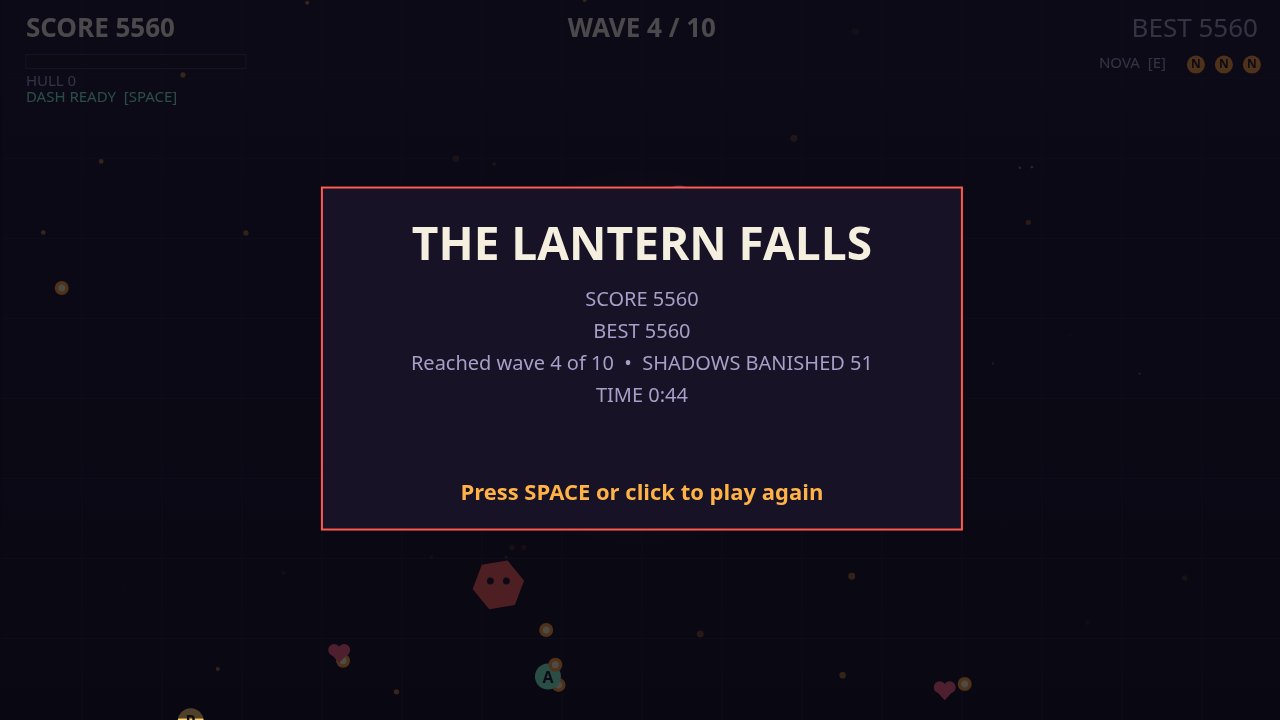 SCORE 5560
WAVE 4 / 10
BEST 5560
HULL 0
NOVA [E] N N N
DASH READY [SPACE]
THE LANTERN FALLS
SCORE 5560
BEST 5560
Reached wave 4 of 10 • SHADOWS BANISHED 51
TIME 0:44
Press SPACE or click to play again
A